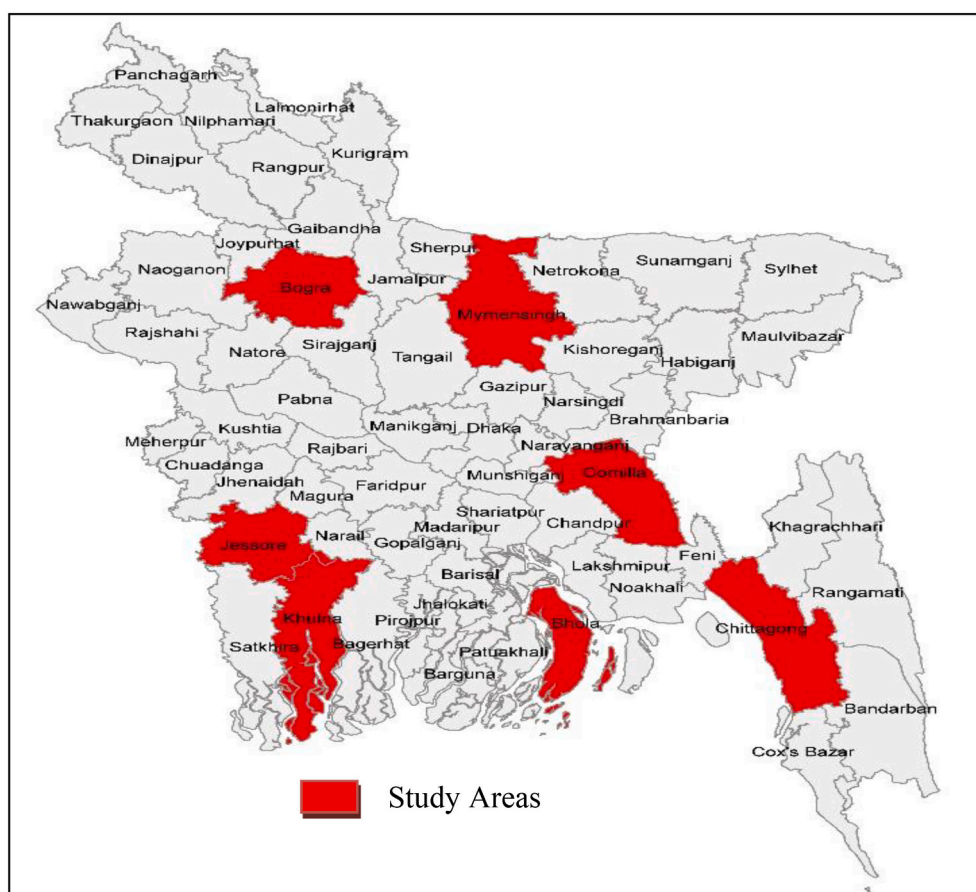 Panchagarh
Lalmonirhat
Thakurgaon
Nilphamari
Kurigram
Dinajpur
Rangpur
Gaibandha
Joypurhat
Sherpur
Naoganon
Bogra
Jamalpur
Netrokona
Sunamganj
Sylhet
Nawabganj
Mymensingh
Rajshahi
Natore
Sirajganj
Tangail
Kishoreganj
Habiganj
Maulvibazar
Gazipur
Pabna
Narsingdi
Brahmanbaria
Kushtia
Manikganj
Dhaka
Meherpur
Rajbari
Narayanganj
Chuadanga
Jhenaidah
Magura
Faridpur
Munshiganj
Comilla
Shariatpur
Chandpur
Khagrachhari
Jessore
Narail
Gopalganj
Madaripur
Feni
Lakshmipur
Barisal
Noakhali
Rangamati
Khulna
Jhalokati
Pirojpur
Bhola
Chittagong
Satkhira
Bagerhat
Patuakhali
Barguna
Bandarban
Cox's Bazar
Study Areas